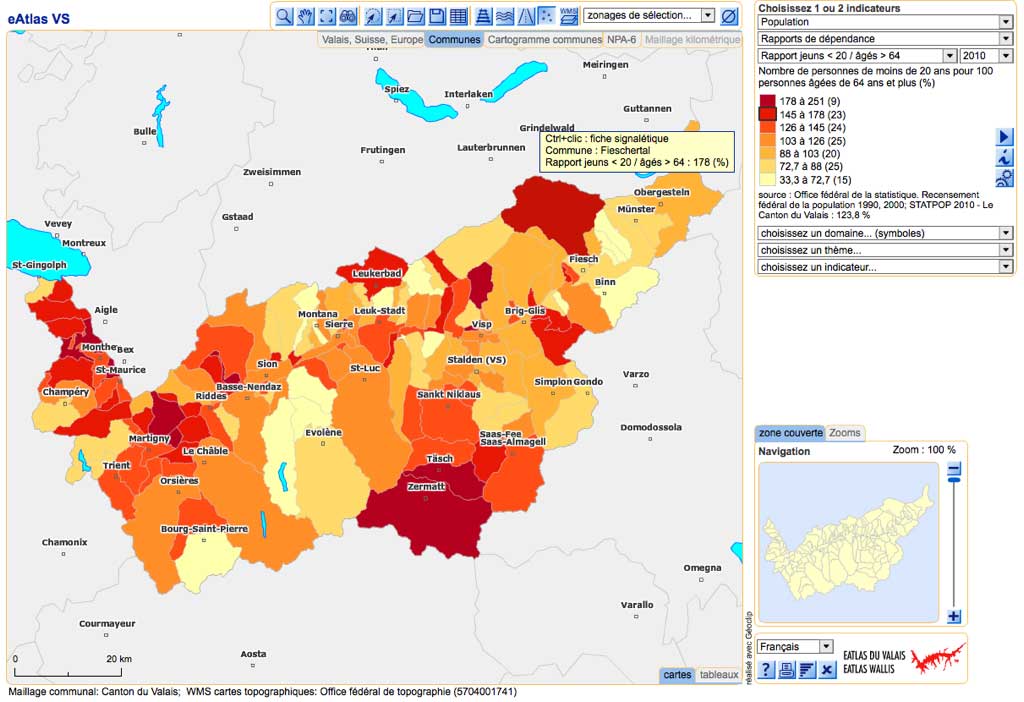 eAtlas VS
zonages de sélection...
Valais, Suisse, Europe
Communes
Cartogramme communes
NPA-6
Maillage kilométrique
Choisissez 1 ou 2 indicateurs
Population
Rapports de dépendance
Rapport jeuns < 20 / âgés > 64
2010
Nombre de personnes de moins de 20 ans pour 100
personnes âgées de 64 ans et plus (%)
178 à 251 (9)
145 à 178 (23)
126 à 145 (24)
103 à 126 (25)
88 à 103 (20)
72,7 à 88 (25)
33,3 à 72,7 (15)
source : Office fédéral de la statistique. Recensement
fédéral de la population 1990, 2000; STATPOP 2010 - Le
Canton du Valais : 123,8 %
choisissez un domaine... (symboles)
choisissez un thème...
choisissez un indicateur...
Ctrl+clic : fiche signalétique
Commune : Fieschertal
Rapport jeuns < 20 / âgés > 64 : 178 (%)
Meiringen
Spiez
Interlaken
Guttannen
Grindelwald
Bulle
Frutingen
Lauterbrunnen
Zweisimmen
Obergesteln
Münster
Gstaad
Vevey
Montreux
St-Gingolph
Fiesch
Leukerbad
Binn
Aigle
Montana
Leuk-Stadt
Brig-Glis
Sierre
Visp
Monthe
Bex
St-Maurice
Sion
St-Luc
Stalden (VS)
Varzo
Champéry
Basse-Nendaz
Riddes
Sankt Niklaus
Simplon
Gondo
Martigny
Evolène
Saas-Fee
Saas-Almagell
Domodossola
Le Châble
Trient
Täsch
Orsières
Zermatt
Bourg-Saint-Pierre
Chamonix
Omegna
Varallo
Courmayeur
Aosta
0
20 km
cartes
tableaux
réalisé avec Géoclip
zone couverte
Zooms
Navigation
Zoom : 100 %
Français
EATLAS DU VALAIS
EATLAS WALLIS
Maillage communal: Canton du Valais; WMS cartes topographiques: Office fédéral de topographie (5704001741)